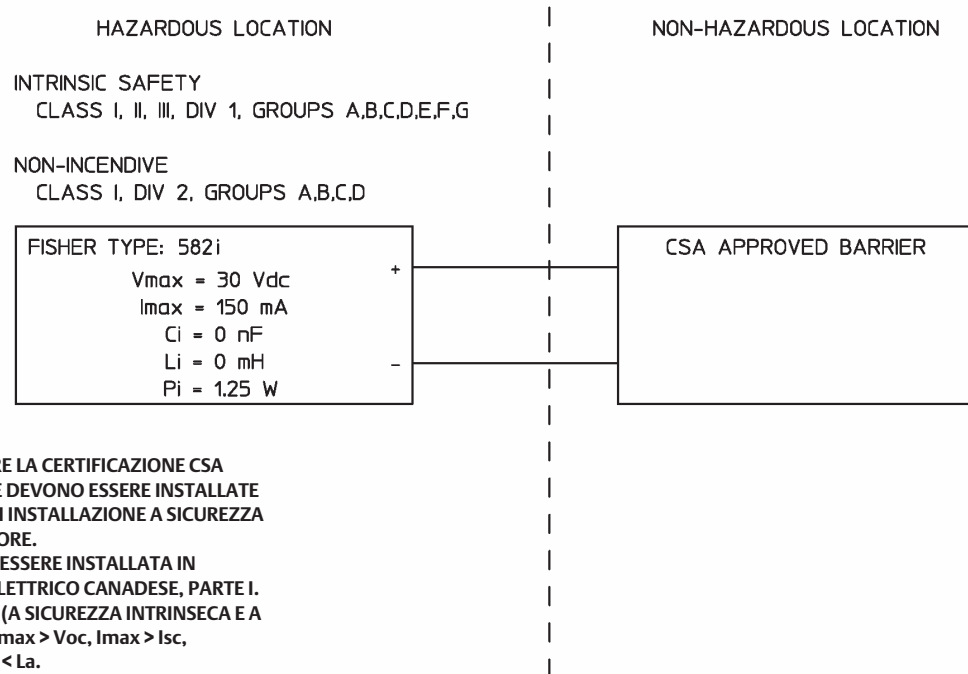 HAZARDOUS LOCATION
NON-HAZARDOUS LOCATION
INTRINSIC SAFETY
CLASS I, II, III, DIV 1, GROUPS A,B,C,D,E,F,G
NON-INCENDIVE
CLASS I, DIV 2, GROUPS A,B,C,D
FISHER TYPE: 582i
Vmax = 30 Vdc
Imax = 150 mA
Ci = 0 nF
Li = 0 mH
Pi = 1.25 W
+
-
CSA APPROVED BARRIER
RE LA CERTIFICAZIONE CSA
E DEVONO ESSERE INSTALLATE
I INSTALLAZIONE A SICUREZZA
ORE.
ESSERE INSTALLATA IN
LETTRICO CANADESE, PARTE I.
(A SICUREZZA INTRINSECA E A
max > Voc, Imax > Isc,
< La.